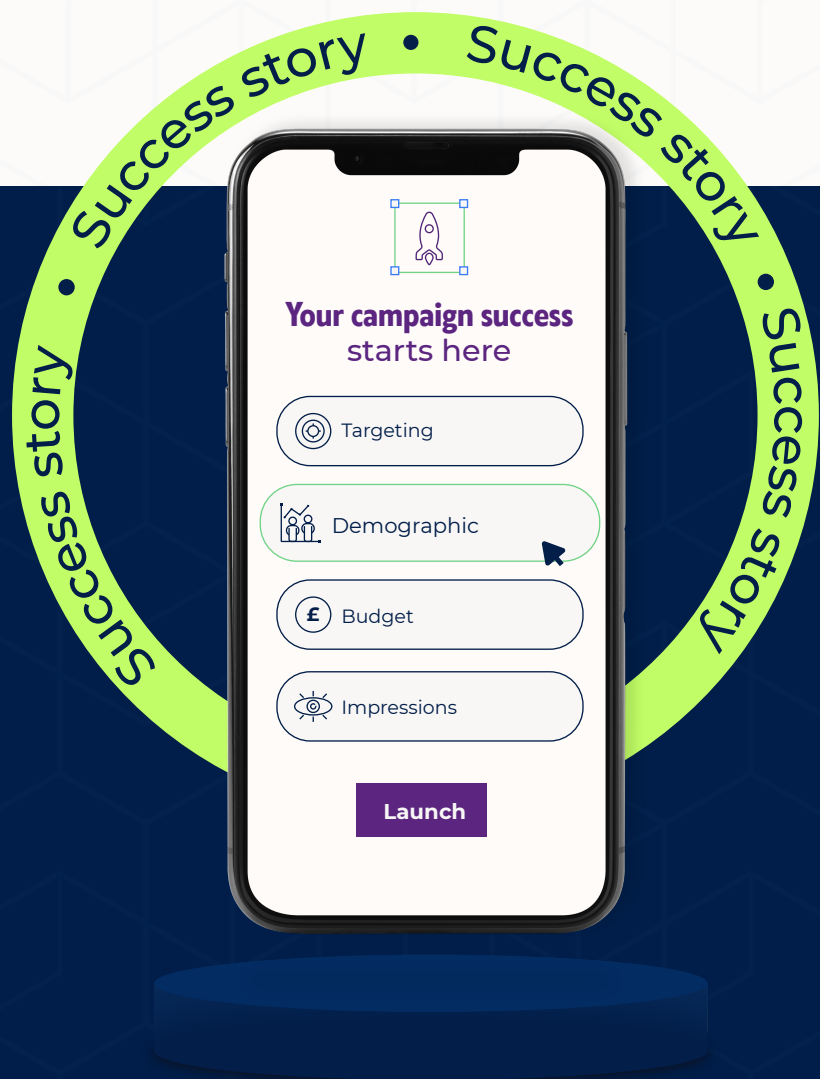 Success story • Success story • Success story
• Success story
Your campaign success
starts here
Targeting
Demographic
£ Budget
Impressions
Launch